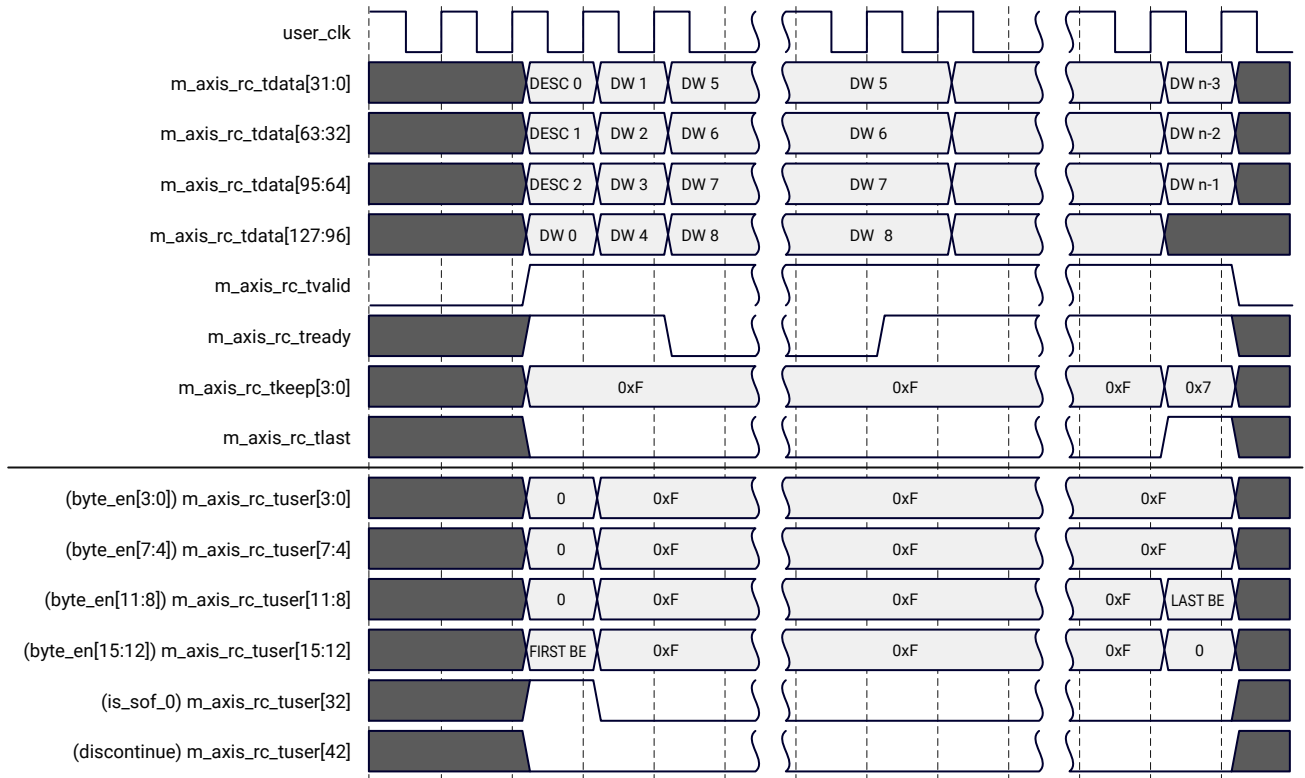 user_clk
m_axis_rc_tdata[31:0] DESC 0 DW 1 DW 5 DW 5 DW n-3
m_axis_rc_tdata[63:32] DESC 1 DW 2 DW 6 DW 6 DW n-2
m_axis_rc_tdata[95:64] DESC 2 DW 3 DW 7 DW 7 DW n-1
m_axis_rc_tdata[127:96] DW 0 DW 4 DW 8 DW 8
m_axis_rc_tvalid
m_axis_rc_tready
m_axis_rc_tkeep[3:0] 0xF 0xF 0xF 0x7
m_axis_rc_tlast
(byte_en[3:0]) m_axis_rc_tuser[3:0] 0 0xF 0xF 0xF
(byte_en[7:4]) m_axis_rc_tuser[7:4] 0 0xF 0xF 0xF
(byte_en[11:8]) m_axis_rc_tuser[11:8] 0 0xF 0xF 0xF LAST BE
(byte_en[15:12]) m_axis_rc_tuser[15:12] FIRST BE 0xF 0xF 0xF 0
(is_sof_0) m_axis_rc_tuser[32]
(discontinue) m_axis_rc_tuser[42]